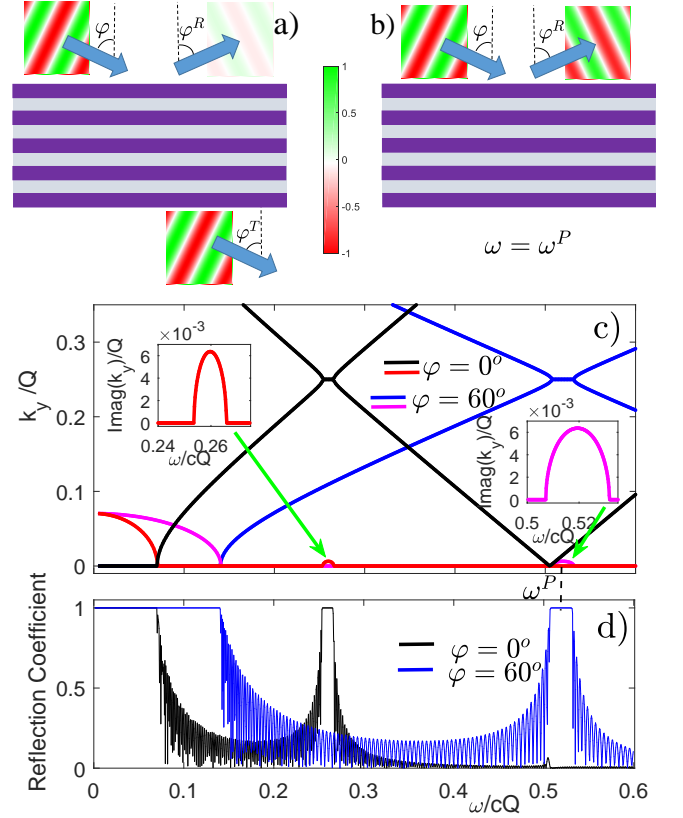 φ φ^R a)
φ φ^R b)
1
0.5
0
-0.5
-1
φ^T
ω = ω^P
c)
k_y/Q
0.3
0.2
0.1
0
×10^-3
6
4
2
0
Imag(k_y)/Q
0.24 0.26
ω/cQ
φ = 0^o
φ = 60^o
×10^-3
6
4
2
0
Imag(k_y)/Q
0.5 0.52
ω/cQ
ω^P
d)
Reflection Coefficient
1
0.5
0
φ = 0^o
φ = 60^o
0 0.1 0.2 0.3 0.4 0.5 0.6
ω/cQ